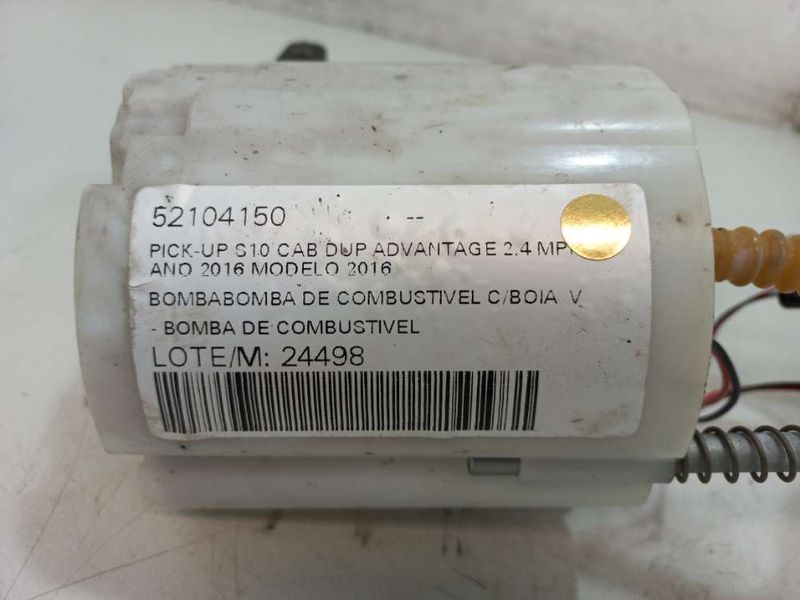 52104150 --
PICK-UP S10 CAB DUP ADVANTAGE 2.4
ANO 2016 MODELO 2016
BOMBABOMBA DE COMBUSTIVEL C/BOIA V
- BOMBA DE COMBUSTIVEL
LOTE/M: 24498